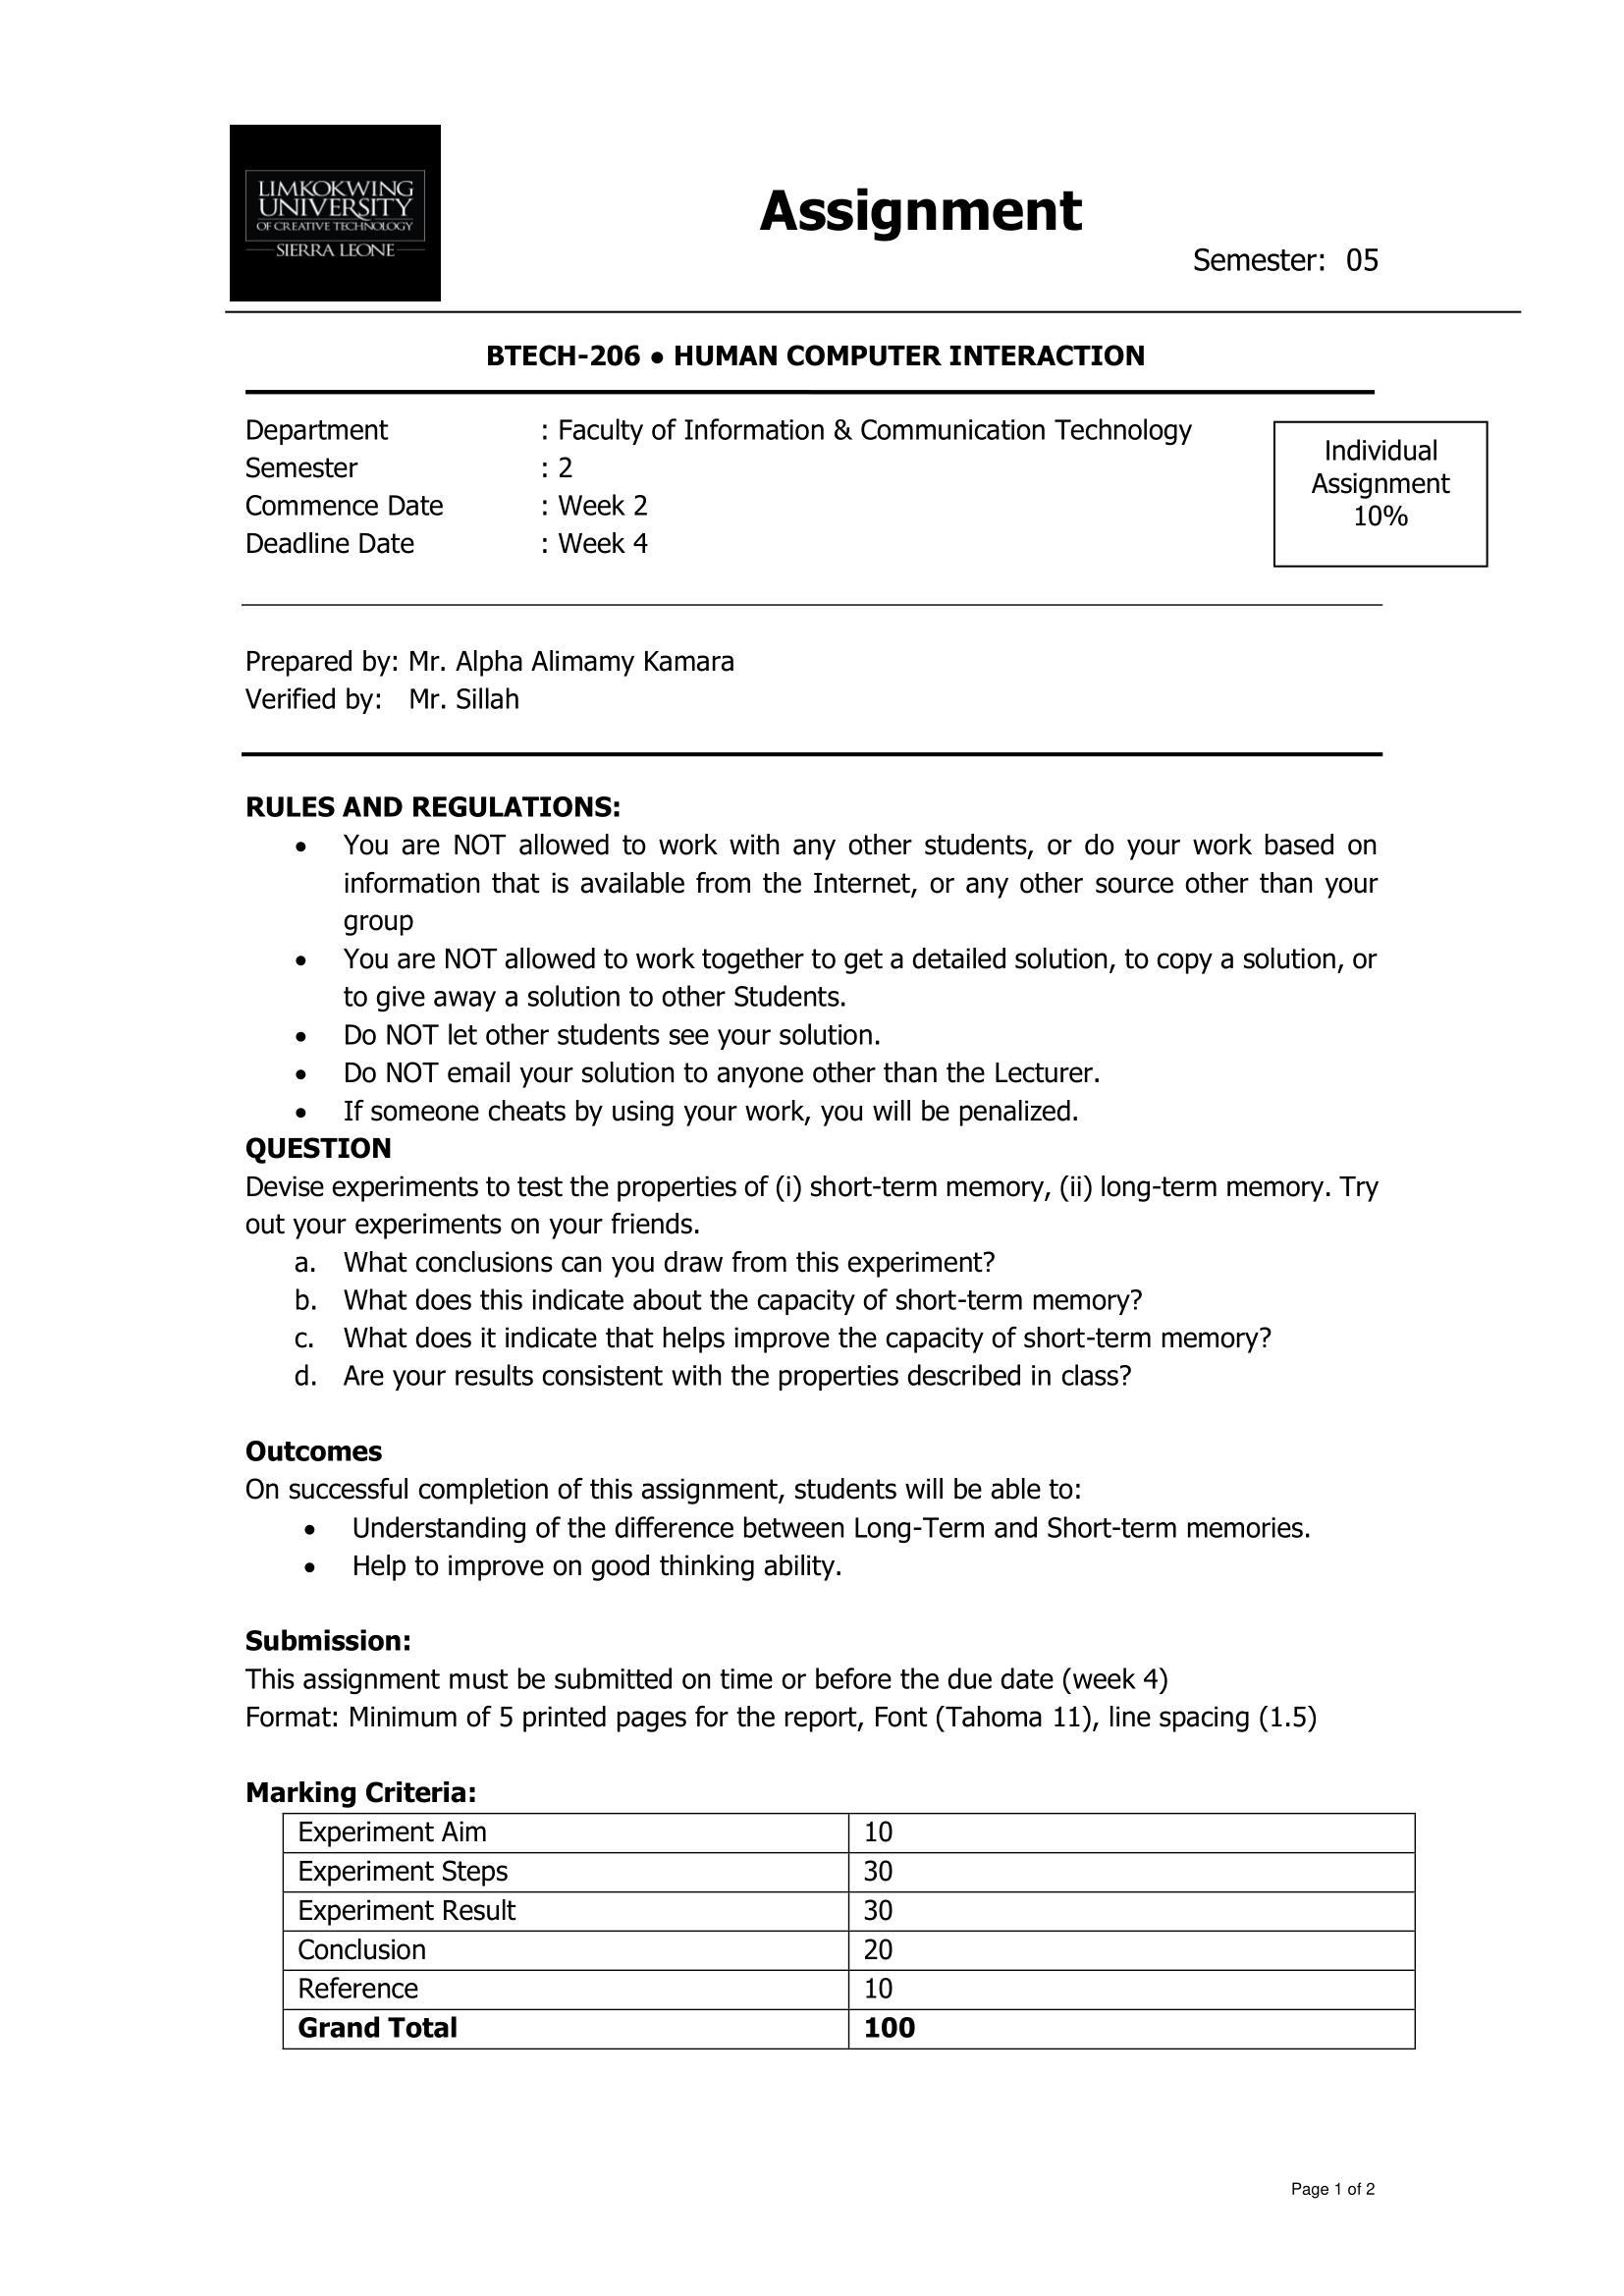 LIMKOKWING
UNIVERSITY
OF CREATIVE TECHNOLOGY
SIERRA LEONE
Assignment
Semester: 05
BTECH-206 ● HUMAN COMPUTER INTERACTION
Department : Faculty of Information & Communication Technology
Semester : 2
Commence Date : Week 2
Deadline Date : Week 4
Individual
Assignment
10%
Prepared by: Mr. Alpha Alimamy Kamara
Verified by: Mr. Sillah
RULES AND REGULATIONS:
• You are NOT allowed to work with any other students, or do your work based on
information that is available from the Internet, or any other source other than your
group
• You are NOT allowed to work together to get a detailed solution, to copy a solution, or
to give away a solution to other Students.
• Do NOT let other students see your solution.
• Do NOT email your solution to anyone other than the Lecturer.
• If someone cheats by using your work, you will be penalized.
QUESTION
Devise experiments to test the properties of (i) short-term memory, (ii) long-term memory. Try
out your experiments on your friends.
a. What conclusions can you draw from this experiment?
b. What does this indicate about the capacity of short-term memory?
c. What does it indicate that helps improve the capacity of short-term memory?
d. Are your results consistent with the properties described in class?
Outcomes
On successful completion of this assignment, students will be able to:
• Understanding of the difference between Long-Term and Short-term memories.
• Help to improve on good thinking ability.
Submission:
This assignment must be submitted on time or before the due date (week 4)
Format: Minimum of 5 printed pages for the report, Font (Tahoma 11), line spacing (1.5)
Marking Criteria:
Experiment Aim 10
Experiment Steps 30
Experiment Result 30
Conclusion 20
Reference 10
Grand Total 100
Page 1 of 2